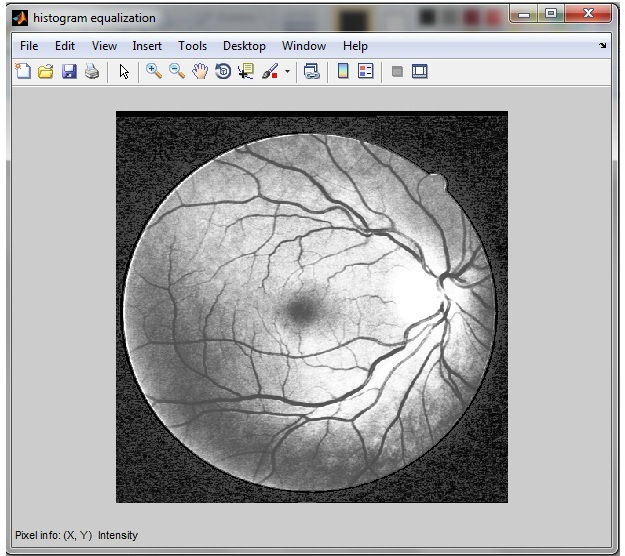 histogram equalization
File Edit View Insert Tools Desktop Window Help
Pixel info: (X, Y) Intensity